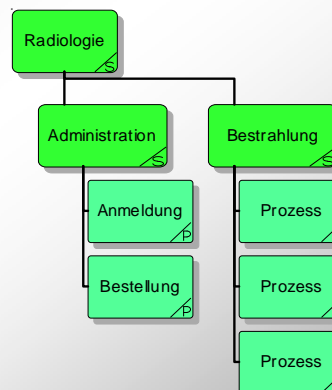 Radiologie
S
Administration
S
Bestrahlung
S
Anmeldung
P
Prozess
Bestellung
P
Prozess
Prozess